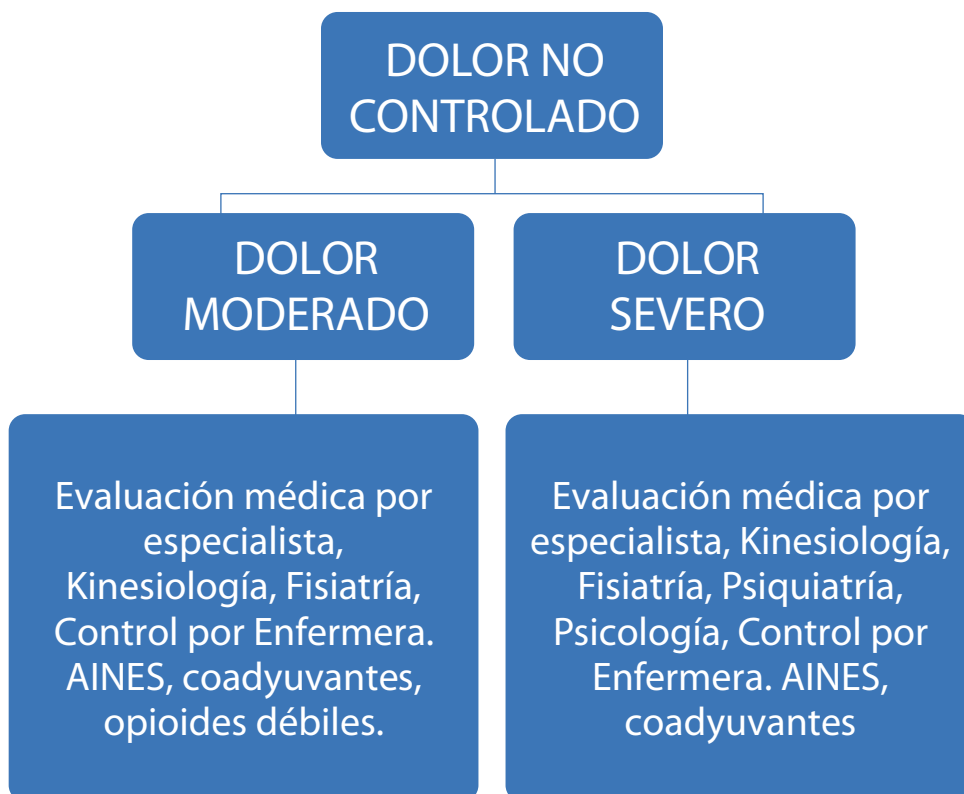 DOLOR NO
CONTROLADO
DOLOR
MODERADO
DOLOR
SEVERO
Evaluación médica por
especialista,
Kinesiología, Fisiatría,
Control por Enfermera.
AINES, coadyuvantes,
opioides débiles.
Evaluación médica por
especialista, Kinesiología,
Fisiatría, Psiquiatría,
Psicología, Control por
Enfermera. AINES,
coadyuvantes